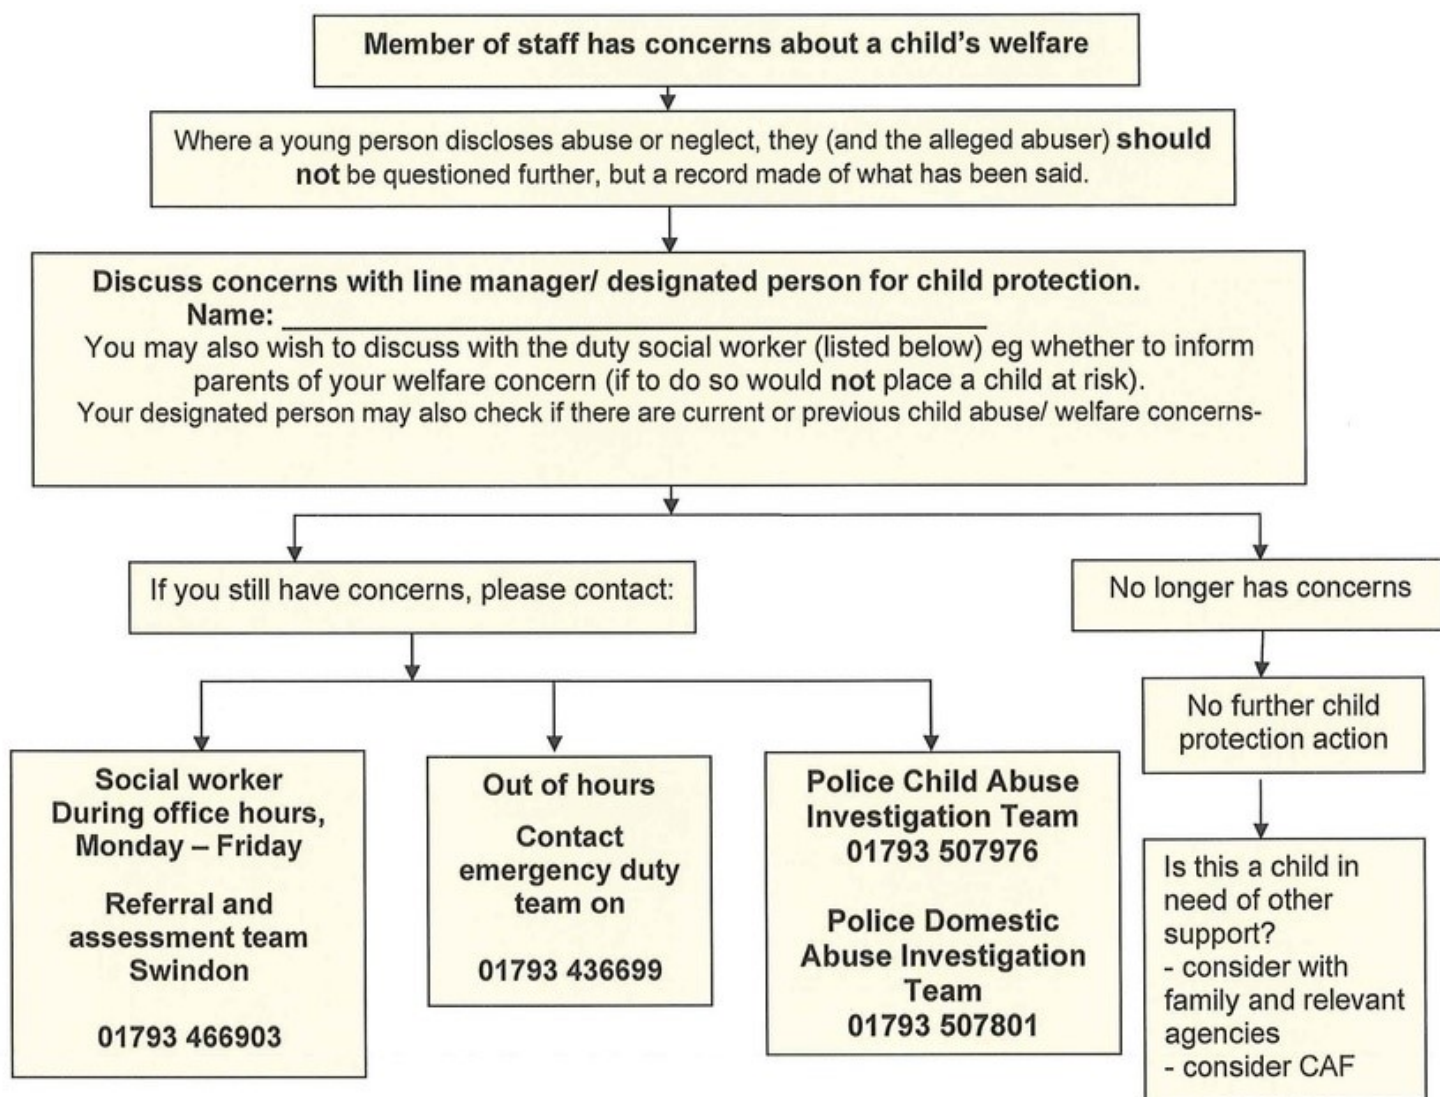 Member of staff has concerns about a child's welfare
Where a young person discloses abuse or neglect, they (and the alleged abuser) should
not be questioned further, but a record made of what has been said.
Discuss concerns with line manager/ designated person for child protection.
Name:
You may also wish to discuss with the duty social worker (listed below) eg whether to inform
parents of your welfare concern (if to do so would not place a child at risk).
Your designated person may also check if there are current or previous child abuse/ welfare concerns-
If you still have concerns, please contact:
No longer has concerns
Social worker
During office hours,
Monday – Friday
Referral and
assessment team
Swindon
01793 466903
Out of hours
Contact
emergency duty
team on
01793 436699
Police Child Abuse
Investigation Team
01793 507976
Police Domestic
Abuse Investigation
Team
01793 507801
No further child
protection action
Is this a child in
need of other
support?
- consider with
family and relevant
agencies
- consider CAF